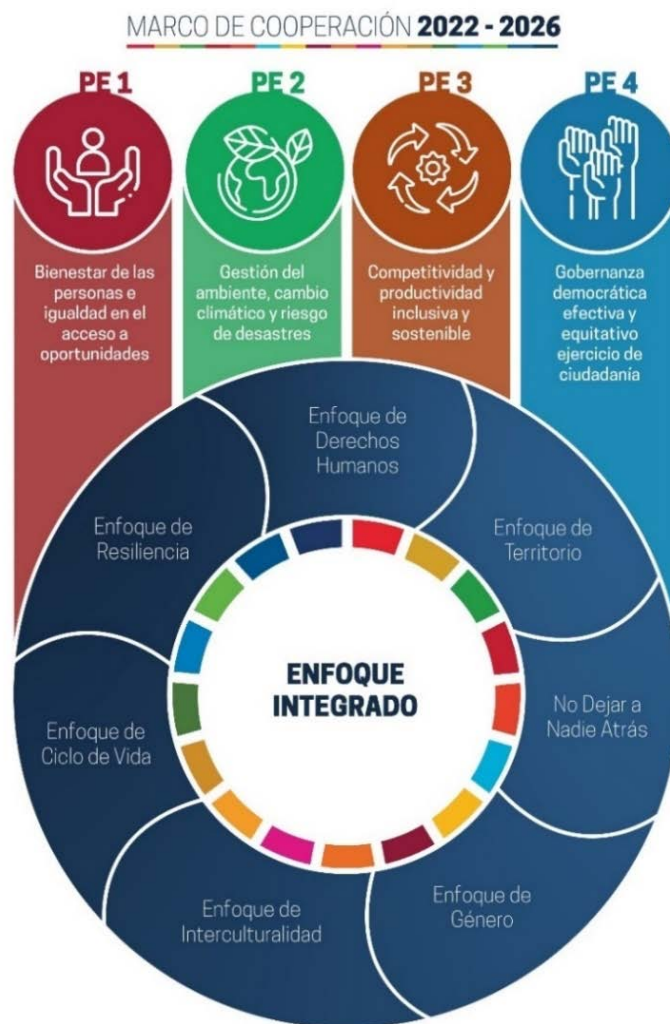 MARCO DE COOPERACIÓN 2022 - 2026
PE 1
PE 2
PE 3
PE 4
Bienestar de las
personas e
igualdad en el
acceso a
oportunidades
Gestión del
ambiente, cambio
climático y riesgo
de desastres
Competitividad y
productividad
inclusiva y
sostenible
Gobernanza
democrática
efectiva y
equitativo
ejercicio de
ciudadanía
Enfoque de
Derechos
Humanos
Enfoque de
Territorio
No Dejar a
Nadie Atrás
Enfoque de
Género
Enfoque de
Interculturalidad
Enfoque de
Ciclo de Vida
Enfoque de
Resiliencia
ENFOQUE
INTEGRADO